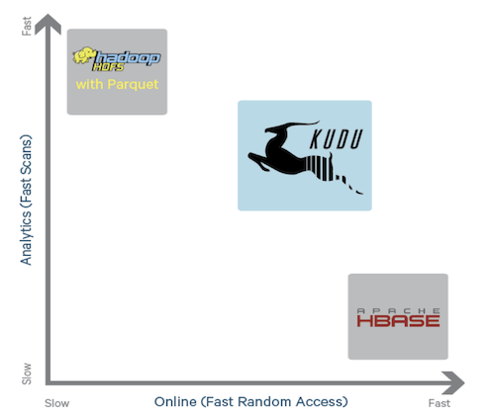 Fast
hadoop
HDFS
with Parquet
KUDU
Analytics (Fast Scans)
APACHE
HBASE
Slow
Slow
Online (Fast Random Access)
Fast